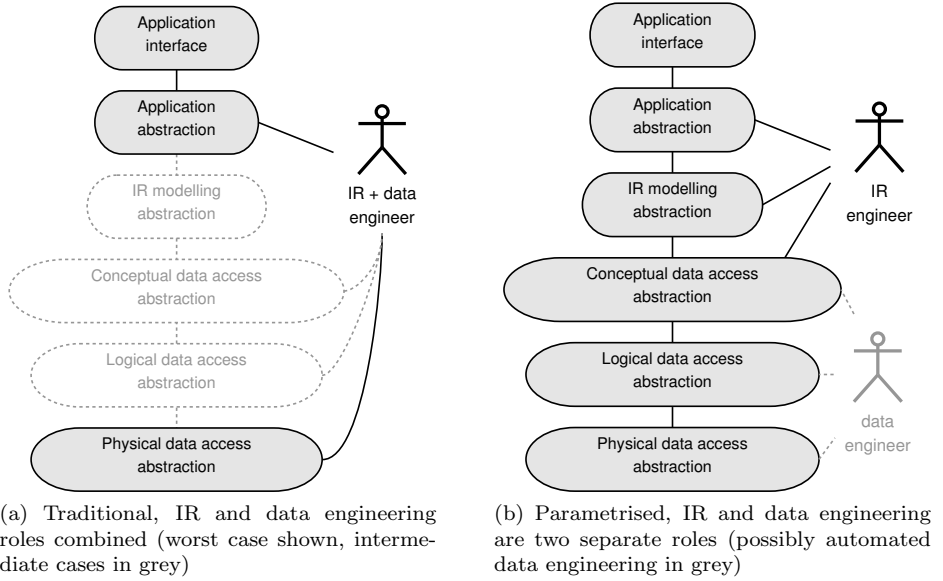 Application
interface
Application
abstraction
IR modelling
abstraction
Conceptual data access
abstraction
Logical data access
abstraction
Physical data access
abstraction
IR + data
engineer
(a) Traditional, IR and data engineering
roles combined (worst case shown, interme-
diate cases in grey)
Application
interface
Application
abstraction
IR modelling
abstraction
Conceptual data access
abstraction
Logical data access
abstraction
Physical data access
abstraction
IR
engineer
data
engineer
(b) Parametrised, IR and data engineering
are two separate roles (possibly automated
data engineering in grey)